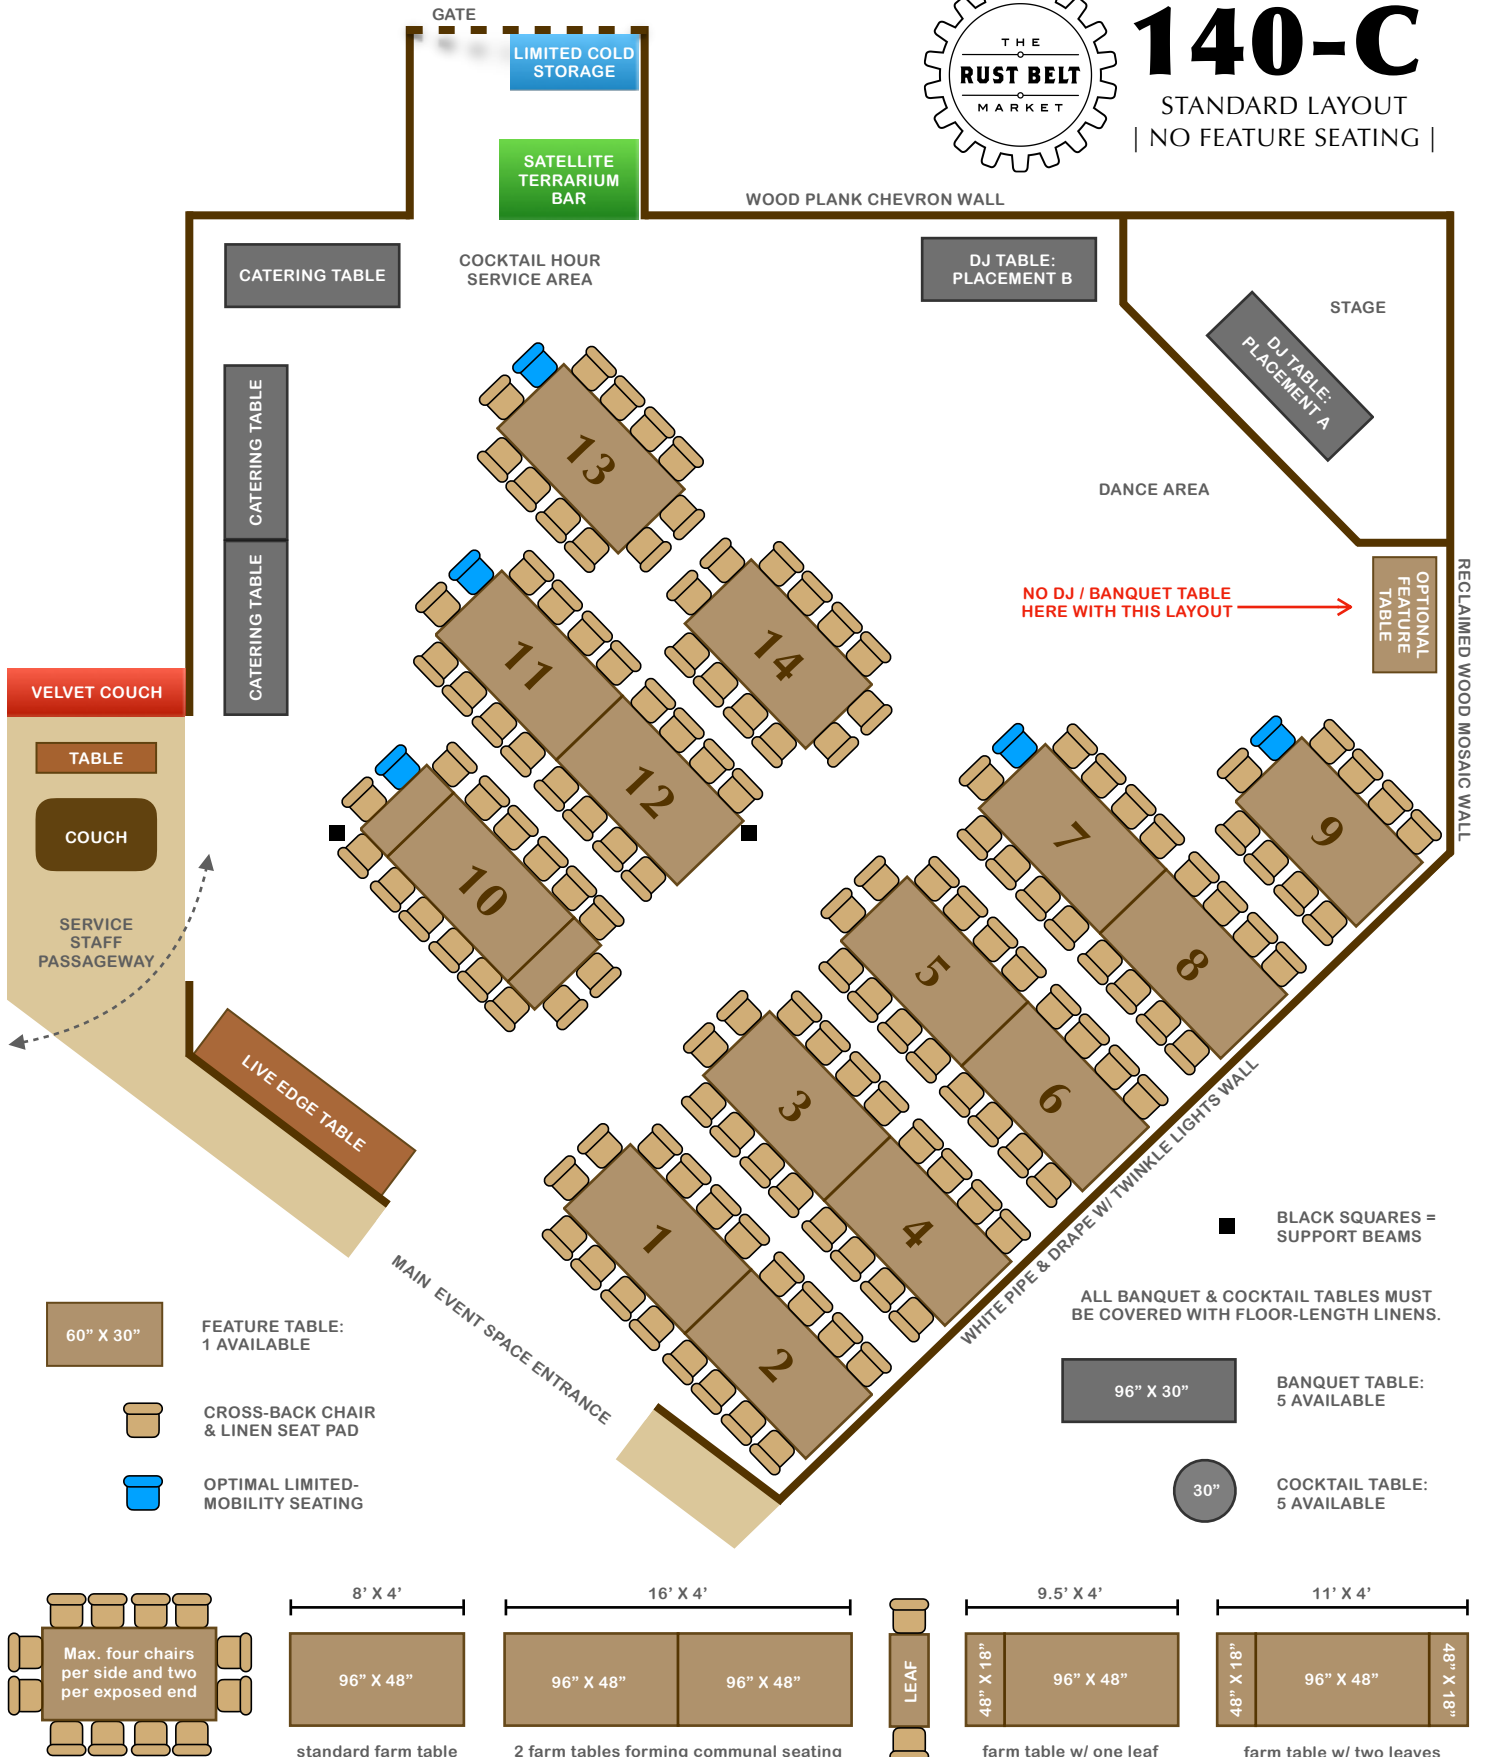 GATE
LIMITED COLD
STORAGE
THE
RUST BELT
MARKET
140-C
STANDARD LAYOUT
| NO FEATURE SEATING |
SATELLITE
TERRARIUM
BAR
WOOD PLANK CHEVRON WALL
CATERING TABLE
COCKTAIL HOUR
SERVICE AREA
DJ TABLE:
PLACEMENT B
STAGE
DJ TABLE:
PLACEMENT A
CATERING TABLE
CATERING TABLE
DANCE AREA
NO DJ / BANQUET TABLE
HERE WITH THIS LAYOUT
OPTIONAL
FEATURE
TABLE
RECLAIMED WOOD MOSAIC WALL
13
14
11
12
10
7
8
9
5
6
3
4
1
2
VELVET COUCH
TABLE
COUCH
SERVICE
STAFF
PASSAGEWAY
LIVE EDGE TABLE
MAIN EVENT SPACE ENTRANCE
WHITE PIPE & DRAPE W/ TWINKLE LIGHTS WALL
BLACK SQUARES =
SUPPORT BEAMS
ALL BANQUET & COCKTAIL TABLES MUST
BE COVERED WITH FLOOR-LENGTH LINENS.
60” X 30”
FEATURE TABLE:
1 AVAILABLE
CROSS-BACK CHAIR
& LINEN SEAT PAD
OPTIMAL LIMITED-
MOBILITY SEATING
96” X 30”
BANQUET TABLE:
5 AVAILABLE
30”
COCKTAIL TABLE:
5 AVAILABLE
Max. four chairs
per side and two
per exposed end
8’ X 4’
96” X 48”
standard farm table
16’ X 4’
96” X 48”
96” X 48”
2 farm tables forming communal seating
LEAF
9.5’ X 4’
48” X 18”
96” X 48”
farm table w/ one leaf
11’ X 4’
48” X 18”
96” X 48”
48” X 18”
farm table w/ two leaves